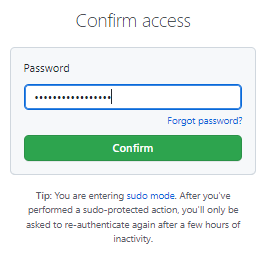 Confirm access
Password
•••••••••••••••••
Forgot password?
Confirm
Tip: You are entering sudo mode. After you've
performed a sudo-protected action, you'll only be
asked to re-authenticate again after a few hours of
inactivity.